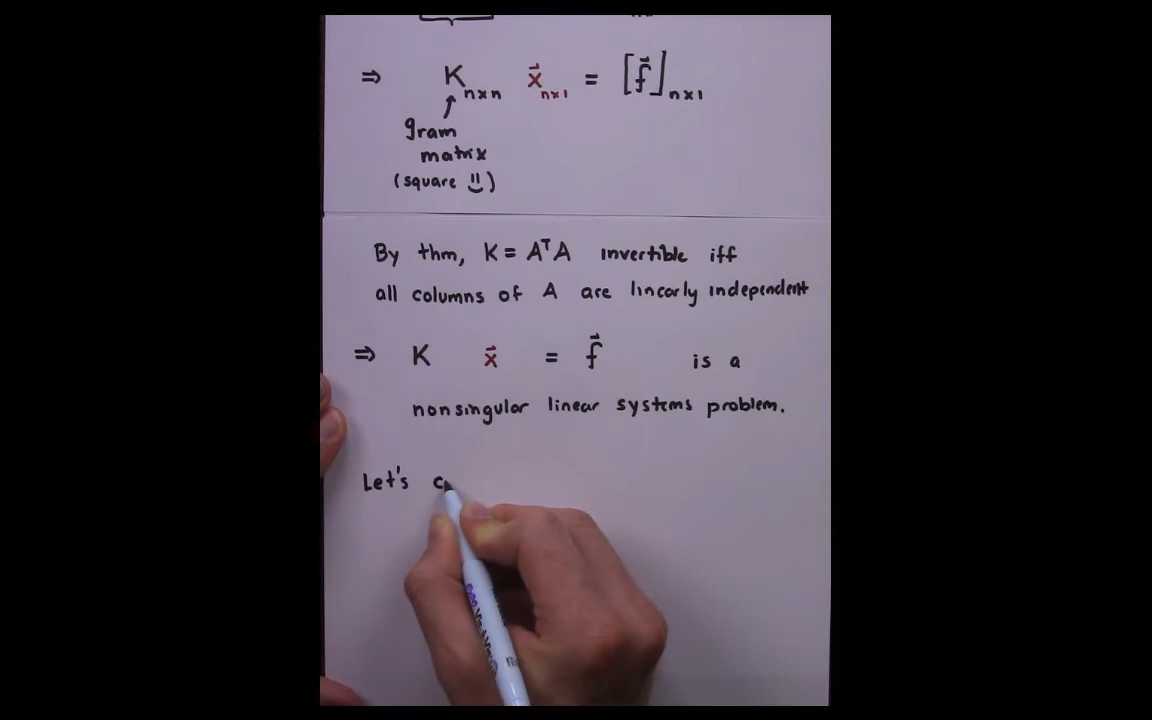 ⇒ K n×n x⃗ n×1 = [f⃗] n×1
gram
matrix
(square )
By thm, K = AᵀA invertible iff
all columns of A are linearly independent
⇒ K x⃗ = f⃗ is a
nonsingular linear systems problem.
Let's c